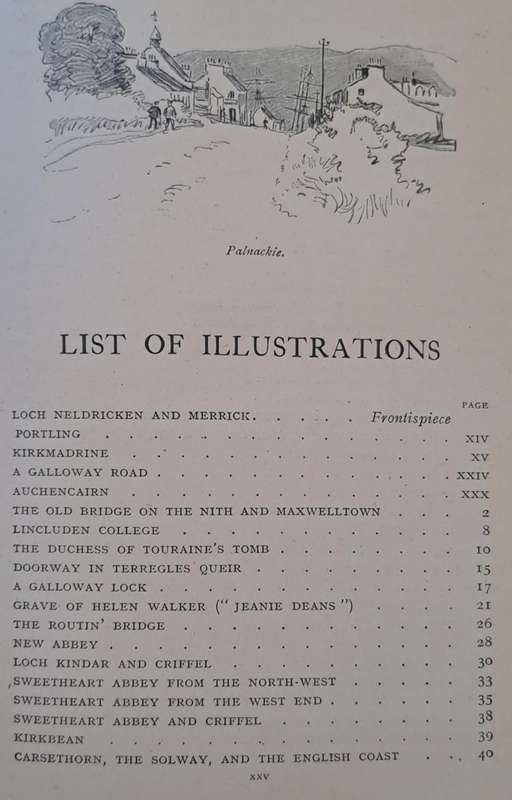 Palnackie.
LIST OF ILLUSTRATIONS
PAGE
LOCH NELDRICKEN AND MERRICK. . . . . Frontispiece
PORTLING . . . . . . . . . . . . XIV
KIRKMADRINE . . . . . . . . . . . XV
A GALLOWAY ROAD . . . . . . . . . . XXIV
AUCHENCAIRN . . . . . . . . . . . XXX
THE OLD BRIDGE ON THE NITH AND MAXWELLTOWN . . . 2
LINCLUDEN COLLEGE . . . . . . . . . 8
THE DUCHESS OF TOURAINE'S TOMB . . . . . . 10
DOORWAY IN TERREGLES QUEIR . . . . . . . 15
A GALLOWAY LOCK . . . . . . . . . . 17
GRAVE OF HELEN WALKER ("JEANIE DEANS") . . . . 21
THE ROUTIN' BRIDGE . . . . . . . . . 26
NEW ABBEY . . . . . . . . . . . . 28
LOCH KINDAR AND CRIFFEL . . . . . . . . 30
SWEETHEART ABBEY FROM THE NORTH-WEST . . . . 33
SWEETHEART ABBEY FROM THE WEST END . . . . . 35
SWEETHEART ABBEY AND CRIFFEL . . . . . . 38
KIRKBEAN . . . . . . . . . . . . 39
CARSETHORN, THE SOLWAY, AND THE ENGLISH COAST . . . 40
XXV